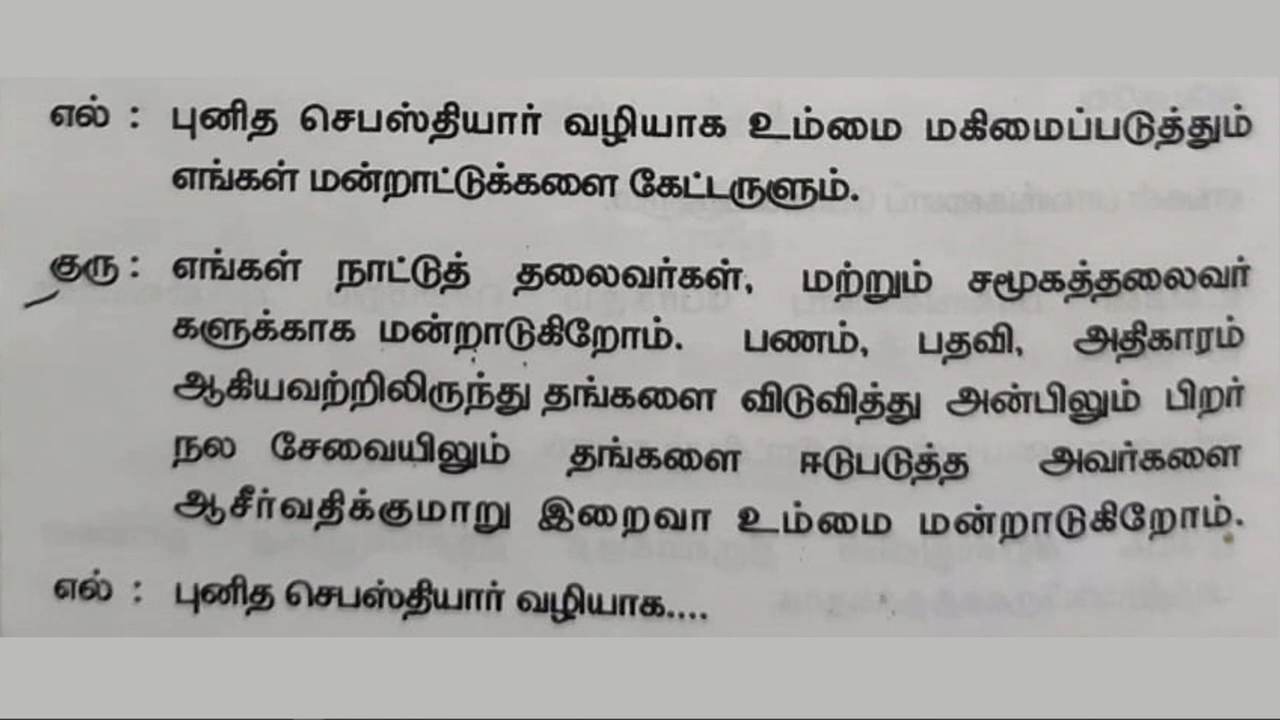 எல் : புனித செபஸ்தியார் வழியாக உம்மை மகிமைப்படுத்தும்
எங்கள் மன்றாட்டுக்களை கேட்டருளும்.
குரு : எங்கள் நாட்டுத் தலைவர்கள், மற்றும் சமூகத்தலைவர்
களுக்காக மன்றாடுகிறோம். பணம், பதவி, அதிகாரம்
ஆகியவற்றிலிருந்து தங்களை விடுவித்து அன்பிலும் பிறர்
நல சேவையிலும் தங்களை ஈடுபடுத்த அவர்களை
ஆசீர்வதிக்குமாறு இறைவா உம்மை மன்றாடுகிறோம்.
எல் : புனித செபஸ்தியார் வழியாக....